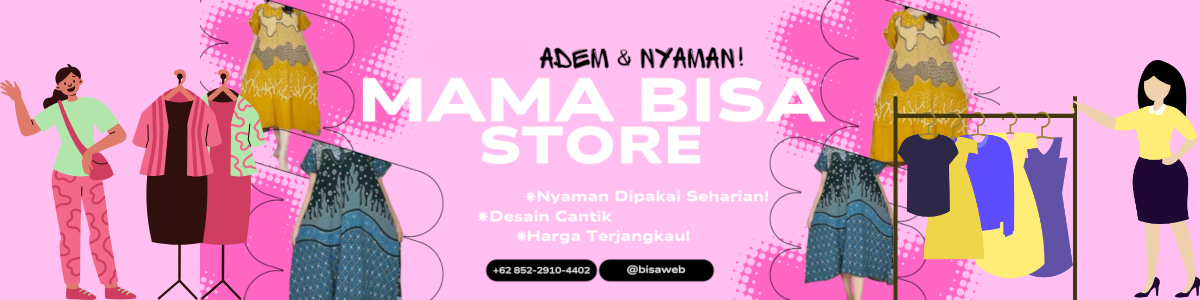 ADEM & NYAMAN!
MAMA BISA
STORE
*Nyaman Dipakai Seharian!
*Desain Cantik
*Harga Terjangkau!
+62 852-2910-4402
@bisaweb